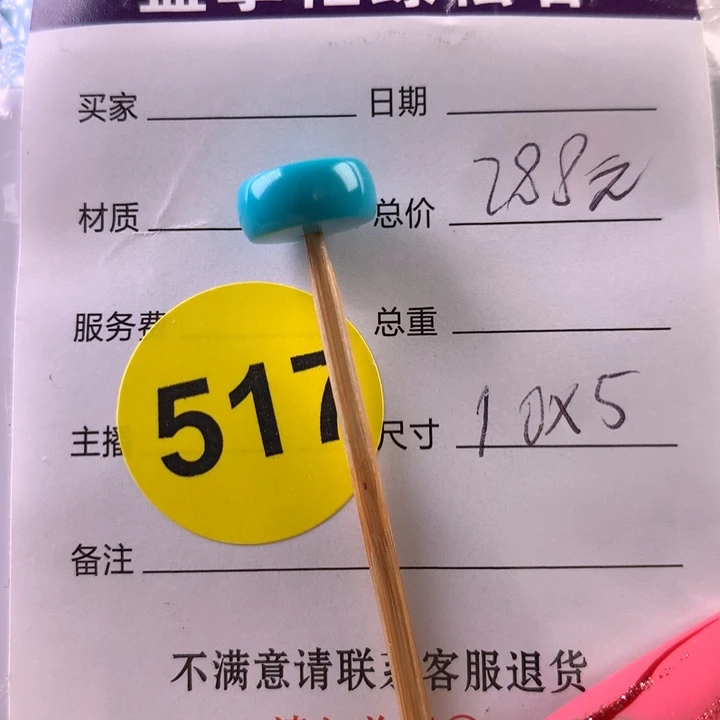 买家 日期
材质 总价 288元
服务费 总重
517
主播 尺寸 10x5
备注
不满意请联系客服退货